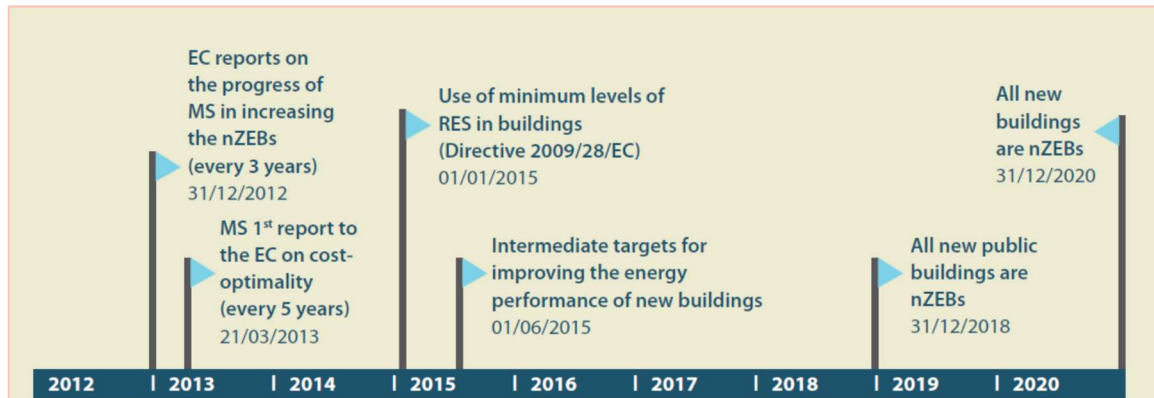 EC reports on
the progress of
MS in increasing
the nZEBs
(every 3 years)
31/12/2012
MS 1st report to
the EC on cost-
optimality
(every 5 years)
21/03/2013
Use of minimum levels of
RES in buildings
(Directive 2009/28/EC)
01/01/2015
Intermediate targets for
improving the energy
performance of new buildings
01/06/2015
All new public
buildings are
nZEBs
31/12/2018
All new
buildings
are nZEBs
31/12/2020
2012 | 2013 | 2014 | 2015 | 2016 | 2017 | 2018 | 2019 | 2020